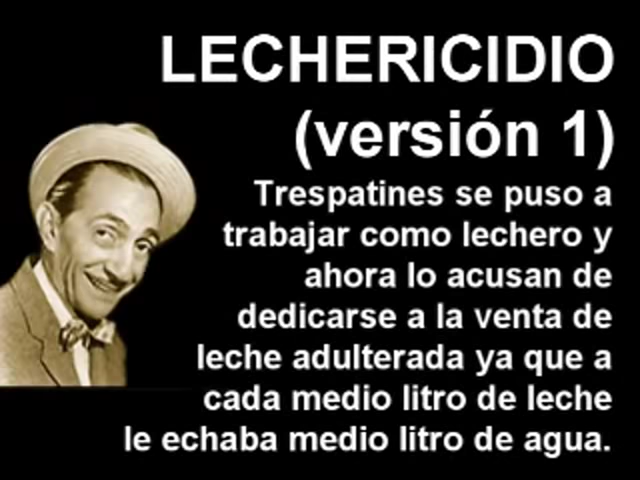 LECHERICIDIO
(versión 1)
Trespatines se puso a
trabajar como lechero y
ahora lo acusan de
dedicarse a la venta de
leche adulterada ya que a
cada medio litro de leche
le echaba medio litro de agua.